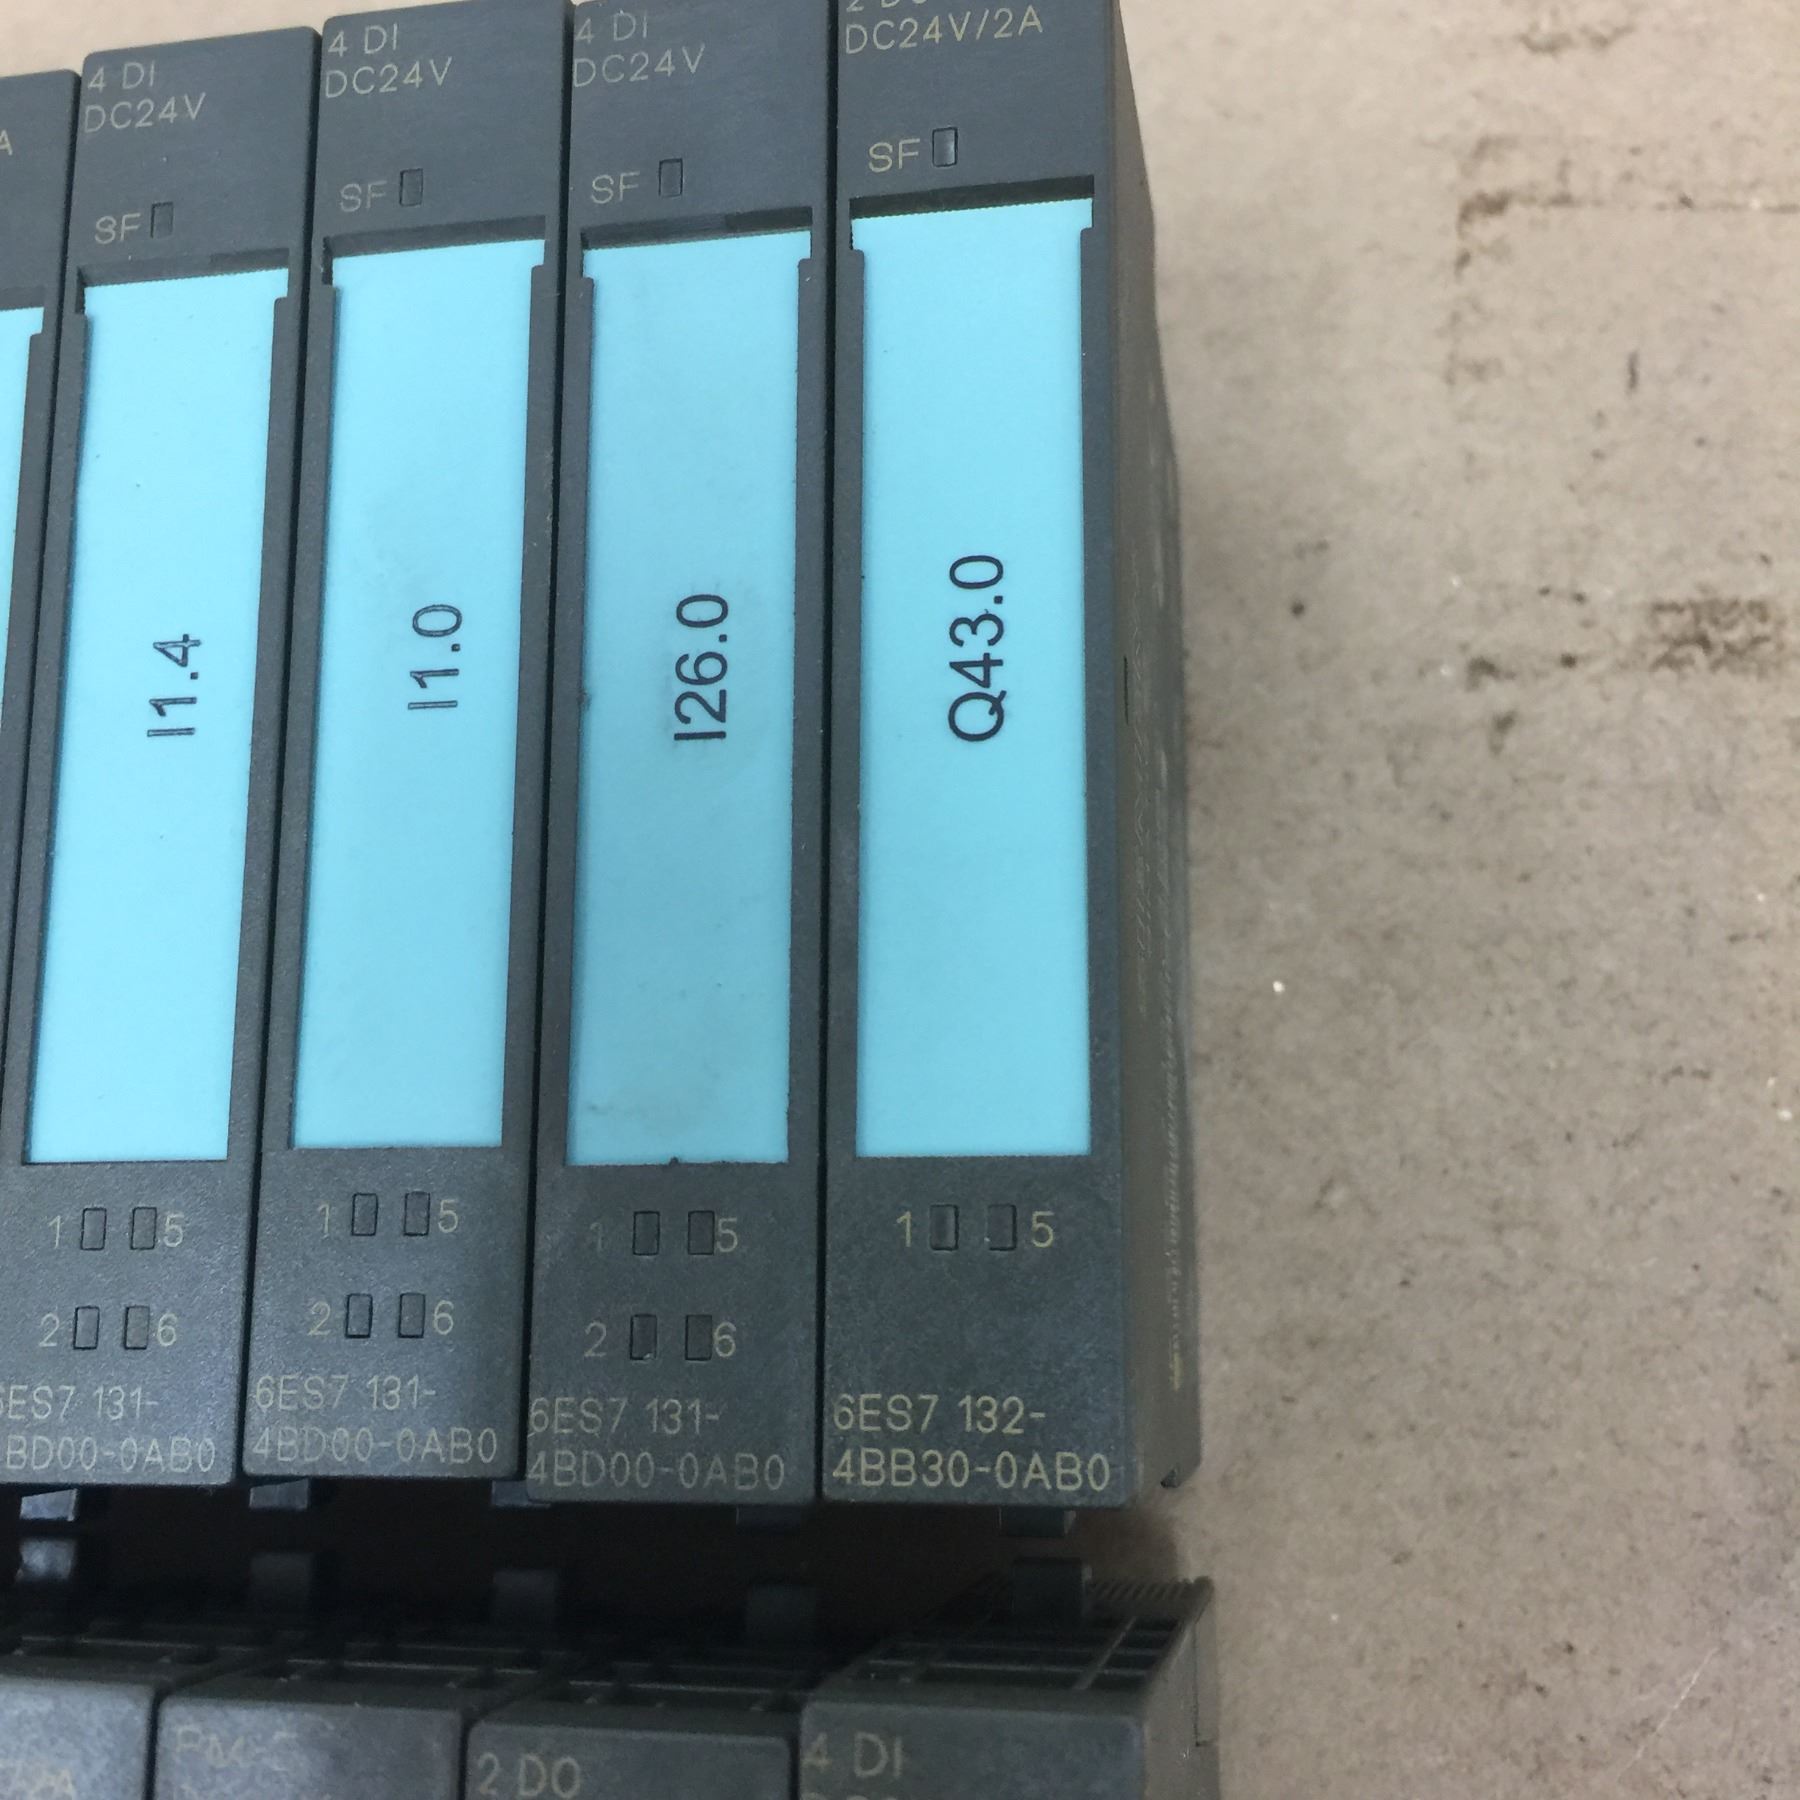 A
4 DI
DC24V
SF
I1.4
1 5
2 6
6ES7 131-
BD00-0AB0
4 DI
DC24V
SF
I1.0
1 5
2 6
6ES7 131-
4BD00-0AB0
4 DI
DC24V
SF
I26.0
1 5
2 6
6ES7 131-
4BD00-0AB0
DC24V/2A
SF
Q43.0
1 5
6ES7 132-
4BB30-0AB0
2 DO
4 DI